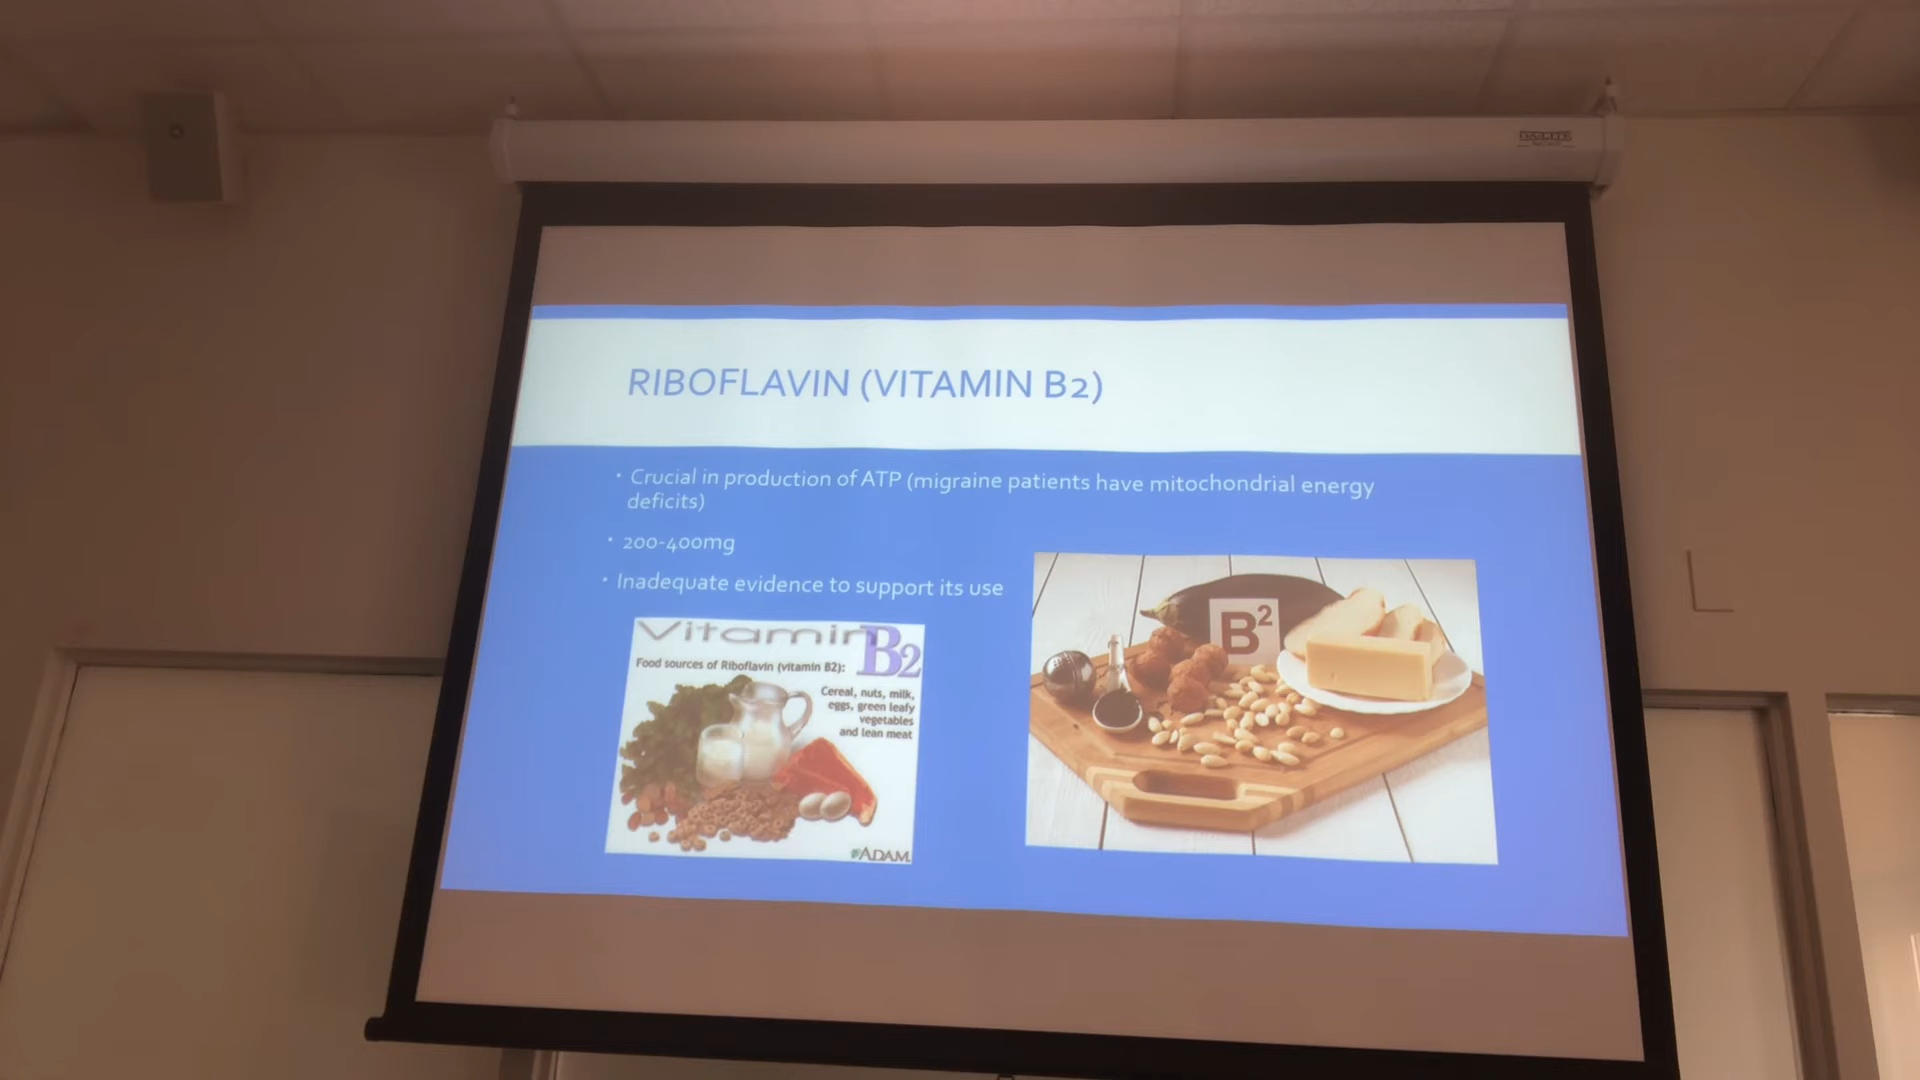 DA-LITE
RIBOFLAVIN (VITAMIN B2)
• Crucial in production of ATP (migraine patients have mitochondrial energy
deficits)
• 200-400mg
• Inadequate evidence to support its use
Vitamin B2
Food sources of Riboflavin (vitamin B2):
Cereal, nuts, milk,
eggs, green leafy
vegetables
and lean meat
ADAM.
B2